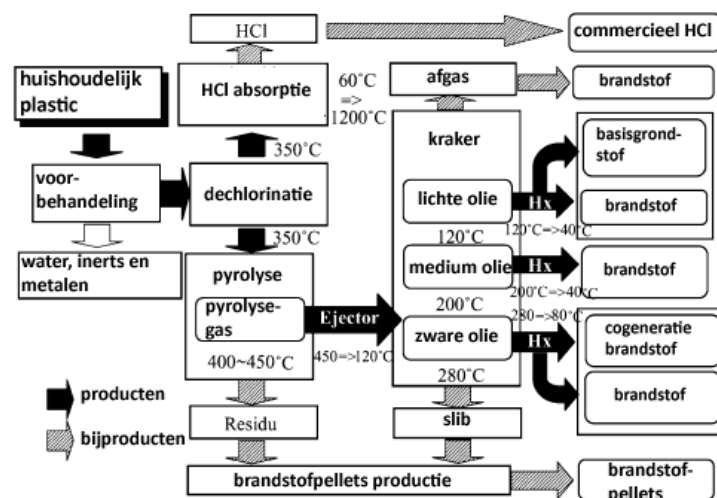 HCl
commercieel HCl
huishoudelijk
plastic
HCl absorptie
60°C
=>
1200°C
afgas
brandstof
350°C
kraker
basisgrond-
stof
voor-
behandeling
dechlorinatie
lichte olie
Hx
brandstof
120°C=>40°C
350°C
120°C
water, inerts en
metalen
pyrolyse
medium olie
Hx
brandstof
pyrolyse-
gas
Ejector
200°C
200°C=>40°C
280=>80°C
zware olie
Hx
cogeneratie
brandstof
400~450°C
450=>120°C
280°C
brandstof
producten
bijproducten
Residu
slib
brandstofpellets productie
brandstof-
pellets